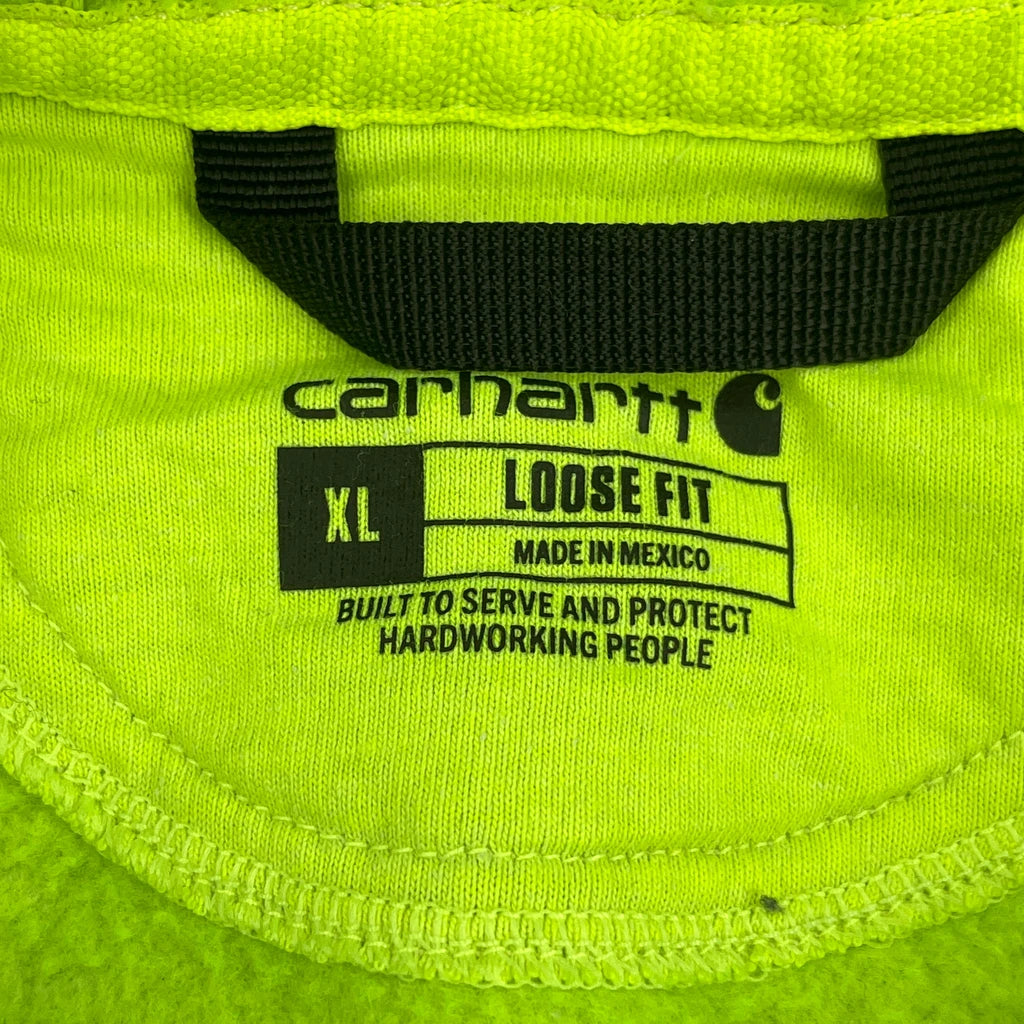 carhartt
XL
LOOSE FIT
MADE IN MEXICO
BUILT TO SERVE AND PROTECT
HARDWORKING PEOPLE